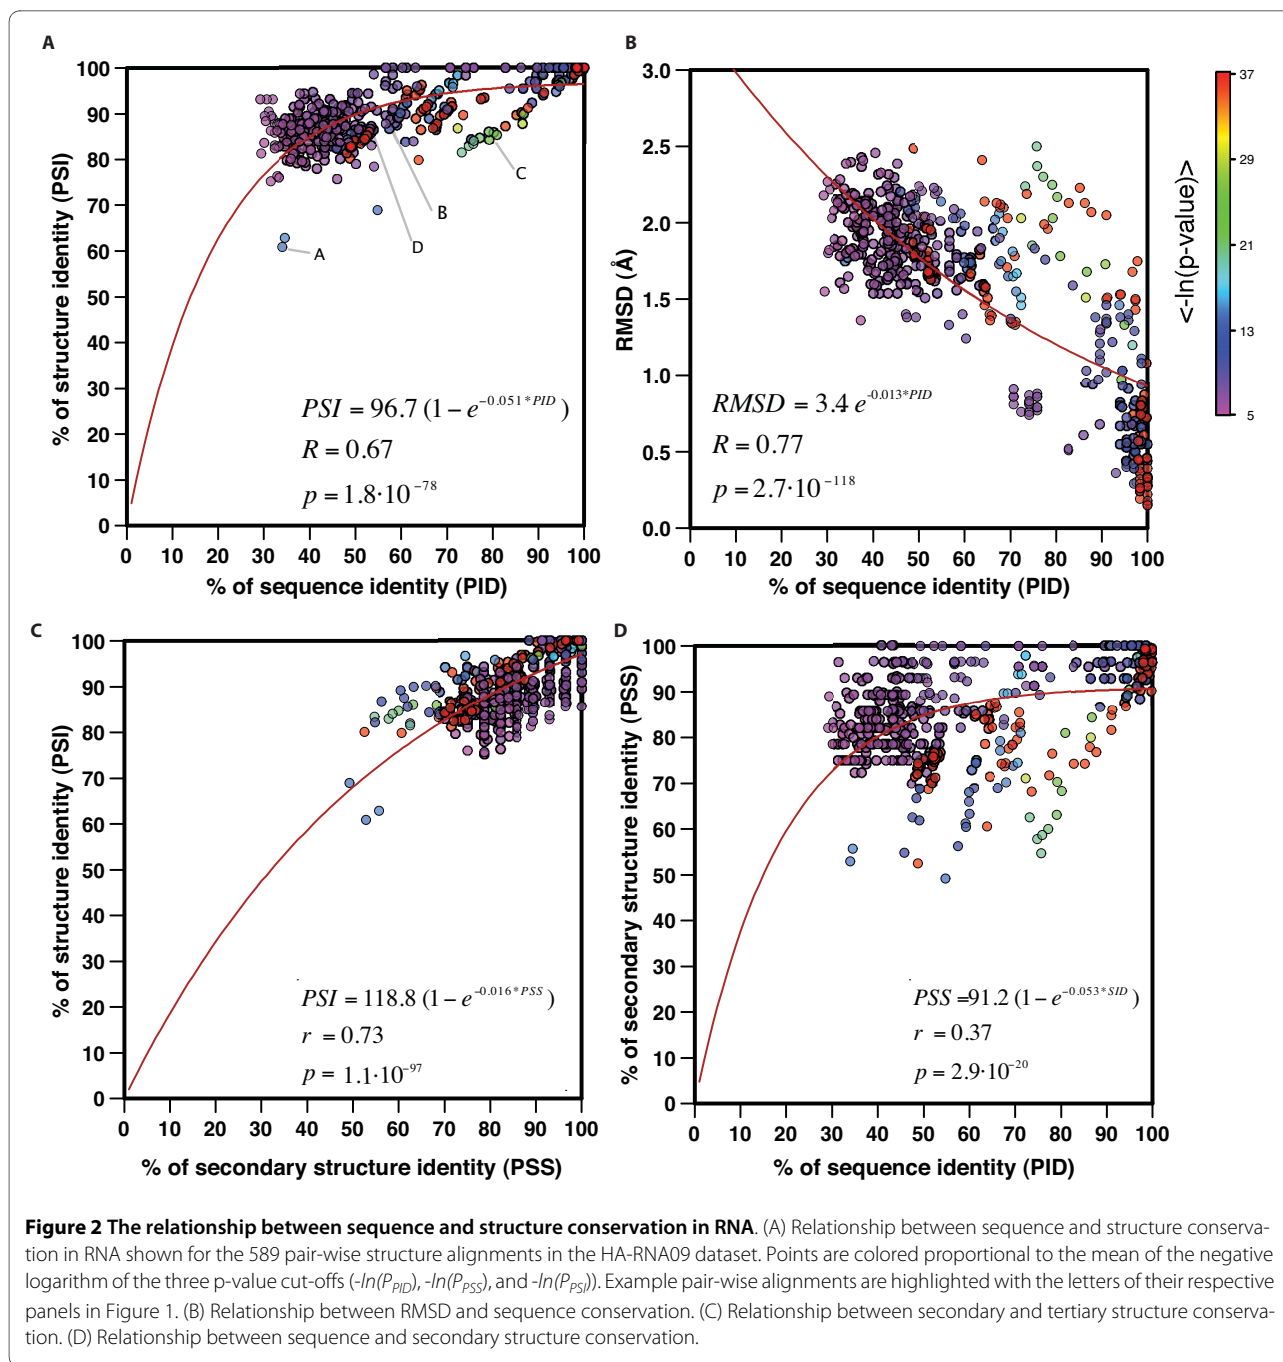 A
100
90
80
70
60
50
40
30
20
10
0
% of structure identity (PSI)
A
B
C
D
PSI = 96.7 (1 − e^{−0.051*PID})
R = 0.67
p = 1.8·10^{−78}
0 10 20 30 40 50 60 70 80 90 100
% of sequence identity (PID)
B
3.0
2.5
2.0
1.5
1.0
0.5
0.0
RMSD (Å)
RMSD = 3.4 e^{-0.013*PID}
R = 0.77
p = 2.7·10^{−118}
0 10 20 30 40 50 60 70 80 90 100
% of sequence identity (PID)
37
29
21
13
5
<-ln(p-value)>
C
100
90
80
70
60
50
40
30
20
10
0
% of structure identity (PSI)
PSI = 118.8 (1 − e^{−0.016*PSS})
r = 0.73
p = 1.1·10^{−97}
0 10 20 30 40 50 60 70 80 90 100
% of secondary structure identity (PSS)
D
100
90
80
70
60
50
40
30
20
10
0
% of secondary structure identity (PSS)
PSS =91.2 (1 − e^{−0.053*SID})
r = 0.37
p = 2.9·10^{−20}
0 10 20 30 40 50 60 70 80 90 100
% of sequence identity (PID)
Figure 2 The relationship between sequence and structure conservation in RNA. (A) Relationship between sequence and structure conserva-
tion in RNA shown for the 589 pair-wise structure alignments in the HA-RNA09 dataset. Points are colored proportional to the mean of the negative
logarithm of the three p-value cut-offs (-ln(P_{PID}), -ln(P_{PSS}), and -ln(P_{PSI})). Example pair-wise alignments are highlighted with the letters of their respective
panels in Figure 1. (B) Relationship between RMSD and sequence conservation. (C) Relationship between secondary and tertiary structure conserva-
tion. (D) Relationship between sequence and secondary structure conservation.